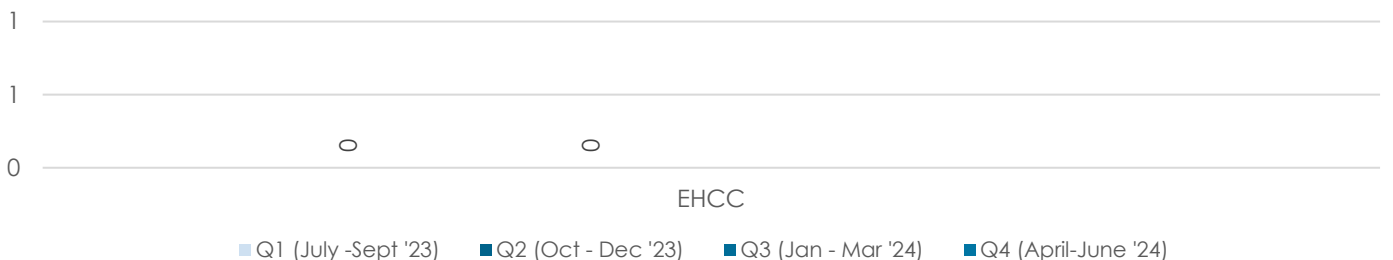 1
1
0 0
0
EHCC
Q1 (July -Sept '23) Q2 (Oct - Dec '23) Q3 (Jan - Mar '24) Q4 (April-June '24)